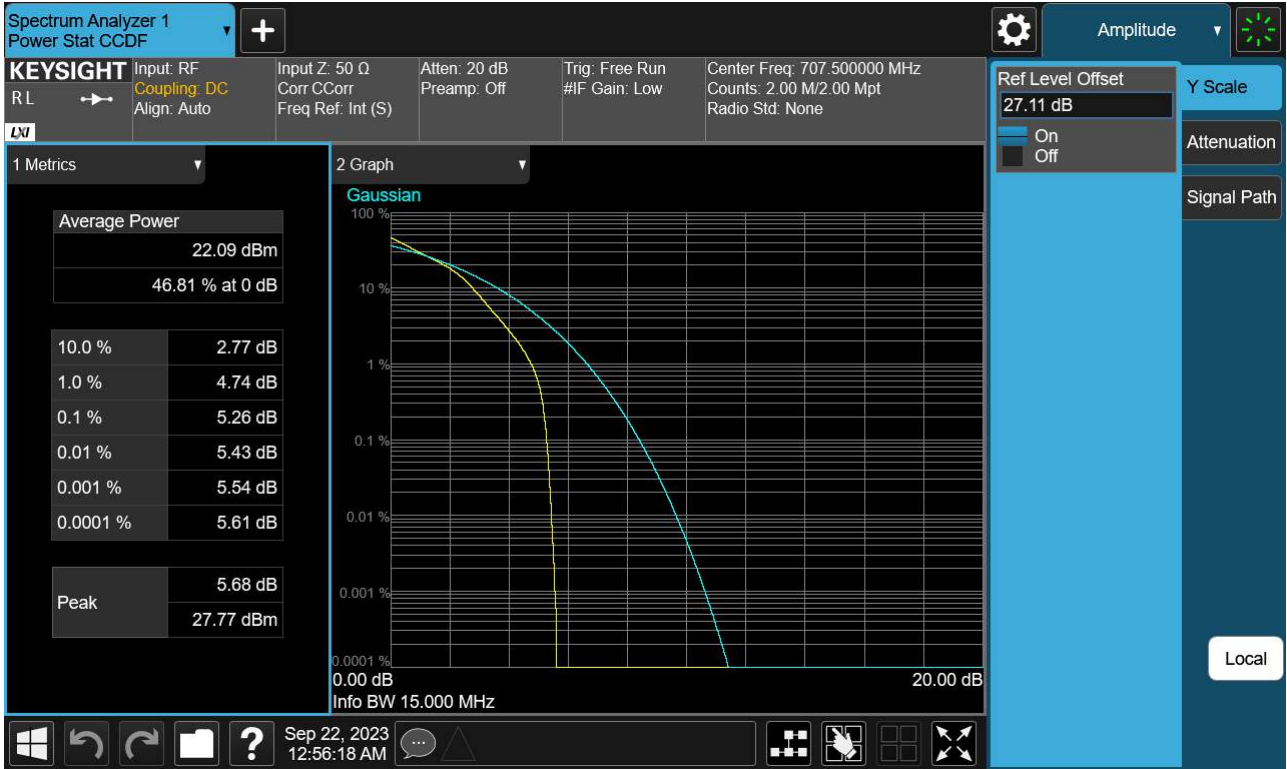 Spectrum Analyzer 1
Power Stat CCDF
+
Amplitude
KEYSIGHT
R L
LXI
Input: RF
Coupling: DC
Align: Auto
Input Z: 50 Ω
Corr CCorr
Freq Ref: Int (S)
Atten: 20 dB
Preamp: Off
Trig: Free Run
#IF Gain: Low
Center Freq: 707.500000 MHz
Counts: 2.00 M/2.00 Mpt
Radio Std: None
Ref Level Offset
27.11 dB
On
Off
Y Scale
Attenuation
Signal Path
1 Metrics
Average Power
22.09 dBm
46.81 % at 0 dB
10.0 % 2.77 dB
1.0 % 4.74 dB
0.1 % 5.26 dB
0.01 % 5.43 dB
0.001 % 5.54 dB
0.0001 % 5.61 dB
Peak
5.68 dB
27.77 dBm
2 Graph
Gaussian
100 %
10 %
1 %
0.1 %
0.01 %
0.001 %
0.0001 %
0.00 dB 20.00 dB
Info BW 15.000 MHz
Local
?
Sep 22, 2023
12:56:18 AM